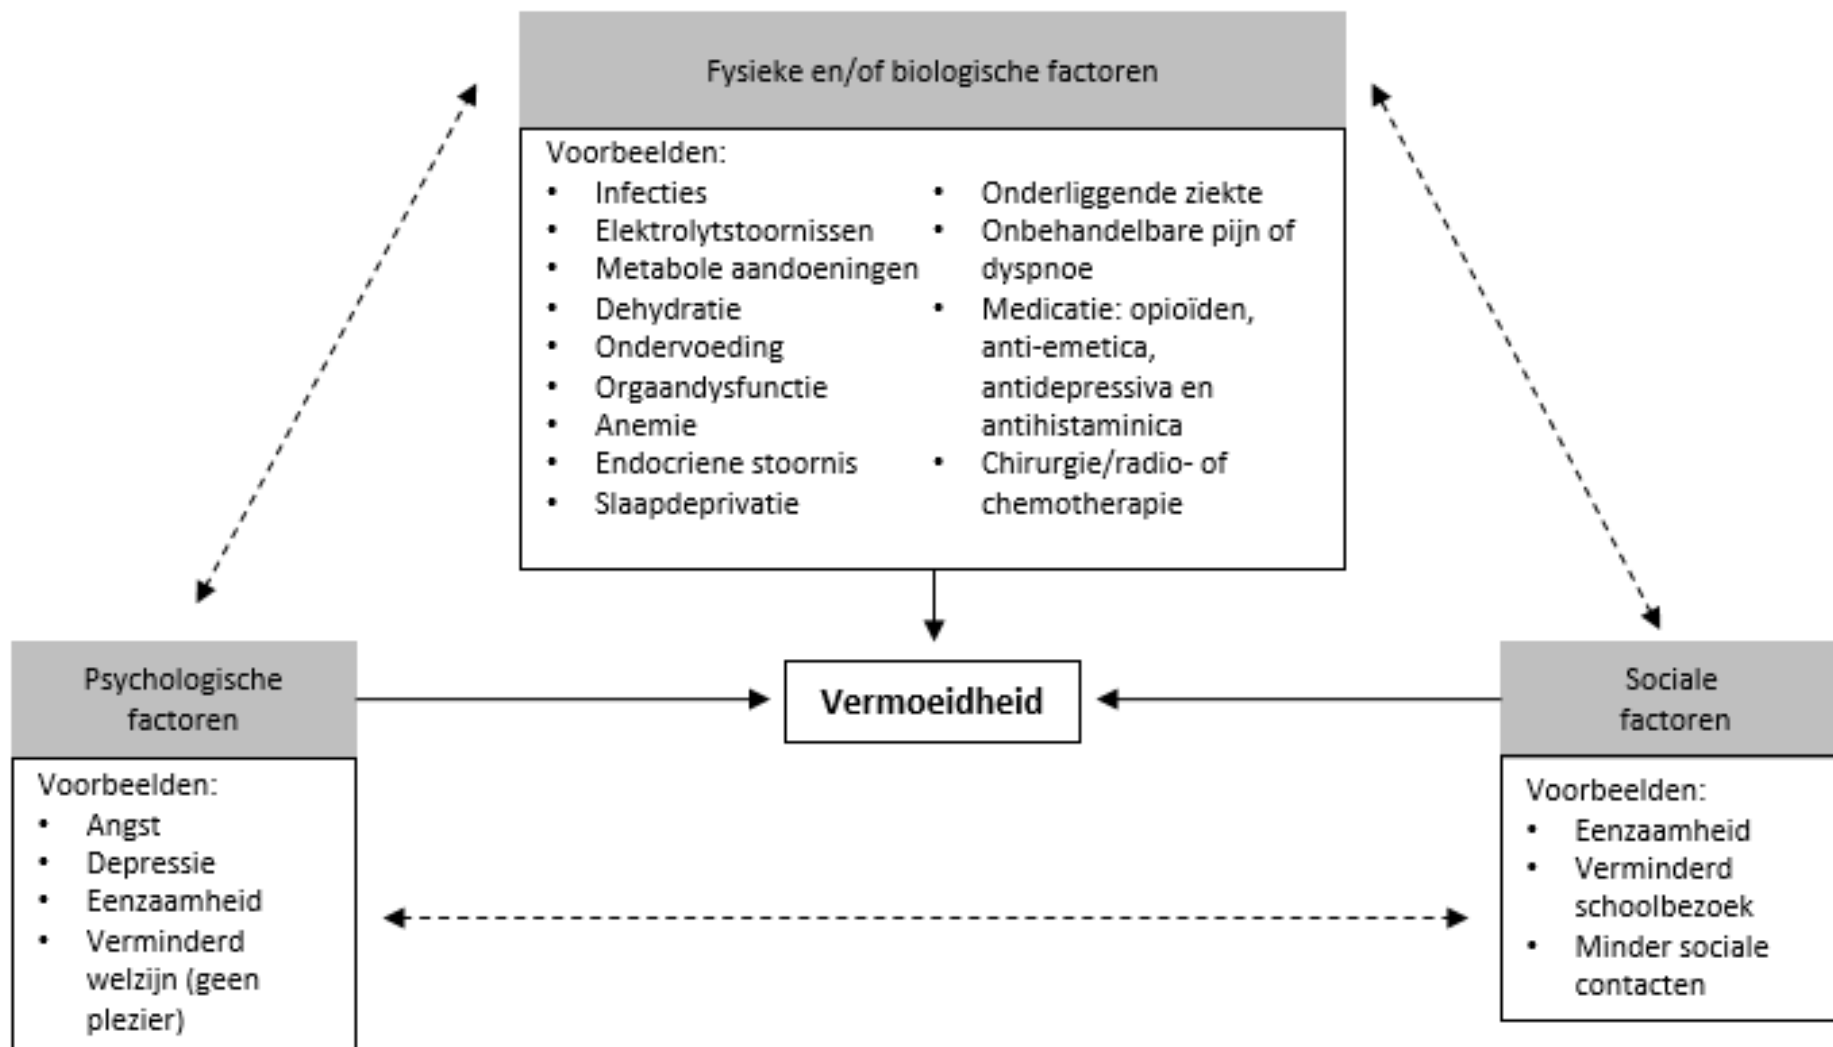 Fysieke en/of biologische factoren
Voorbeelden:
• Infecties
• Elektrolytstoornissen
• Metabole aandoeningen
• Dehydratie
• Ondervoeding
• Orgaandysfunctie
• Anemie
• Endocriene stoornis
• Slaapdeprivatie
• Onderliggende ziekte
• Onbehandelbare pijn of
dyspnoe
• Medicatie: opioïden,
anti-emetica,
antidepressiva en
antihistaminica
• Chirurgie/radio- of
chemotherapie
Psychologische
factoren
Voorbeelden:
• Angst
• Depressie
• Eenzaamheid
• Verminderd
welzijn (geen
plezier)
Vermoeidheid
Sociale
factoren
Voorbeelden:
• Eenzaamheid
• Verminderd
schoolbezoek
• Minder sociale
contacten